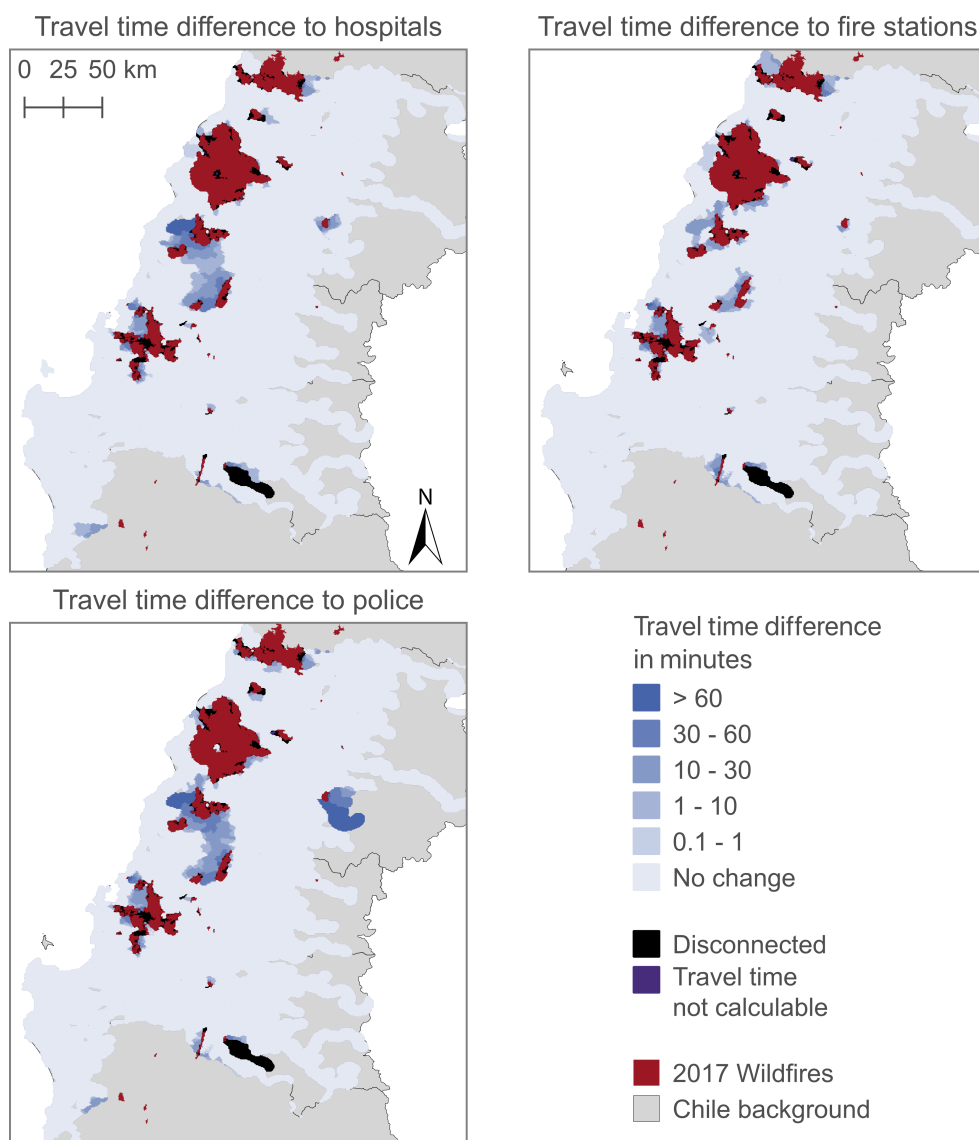 Travel time difference to hospitals
Travel time difference to fire stations
0 25 50 km
N
Travel time difference to police
Travel time difference
in minutes
> 60
30 - 60
10 - 30
1 - 10
0.1 - 1
No change
Disconnected
Travel time
not calculable
2017 Wildfires
Chile background